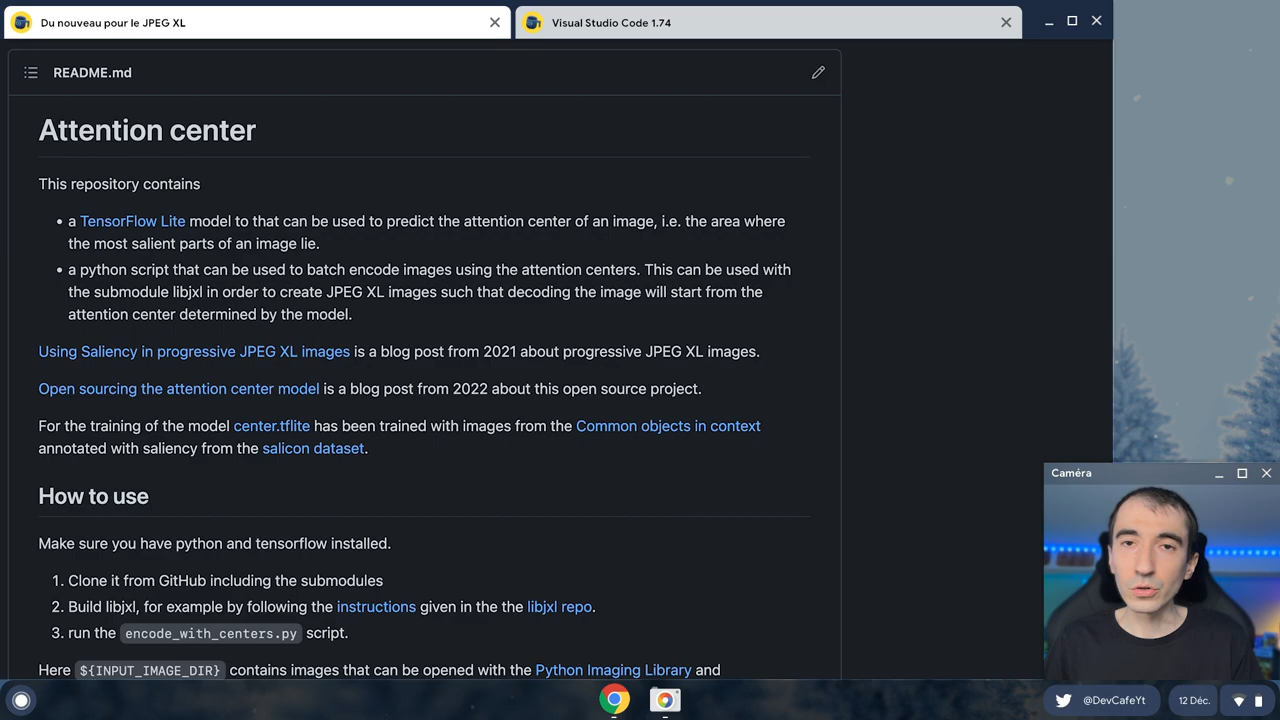 Du nouveau pour le JPEG XL
Visual Studio Code 1.74
README.md
Attention center
This repository contains
• a TensorFlow Lite model to that can be used to predict the attention center of an image, i.e. the area where
the most salient parts of an image lie.
• a python script that can be used to batch encode images using the attention centers. This can be used with
the submodule libjxl in order to create JPEG XL images such that decoding the image will start from the
attention center determined by the model.
Using Saliency in progressive JPEG XL images is a blog post from 2021 about progressive JPEG XL images.
Open sourcing the attention center model is a blog post from 2022 about this open source project.
For the training of the model center.tflite has been trained with images from the Common objects in context
annotated with saliency from the salicon dataset.
How to use
Make sure you have python and tensorflow installed.
1. Clone it from GitHub including the submodules
2. Build libjxl, for example by following the instructions given in the the libjxl repo.
3. run the encode_with_centers.py script.
Here ${INPUT_IMAGE_DIR} contains images that can be opened with the Python Imaging Library and
Caméra
@DevCafeYt
12 Déc.